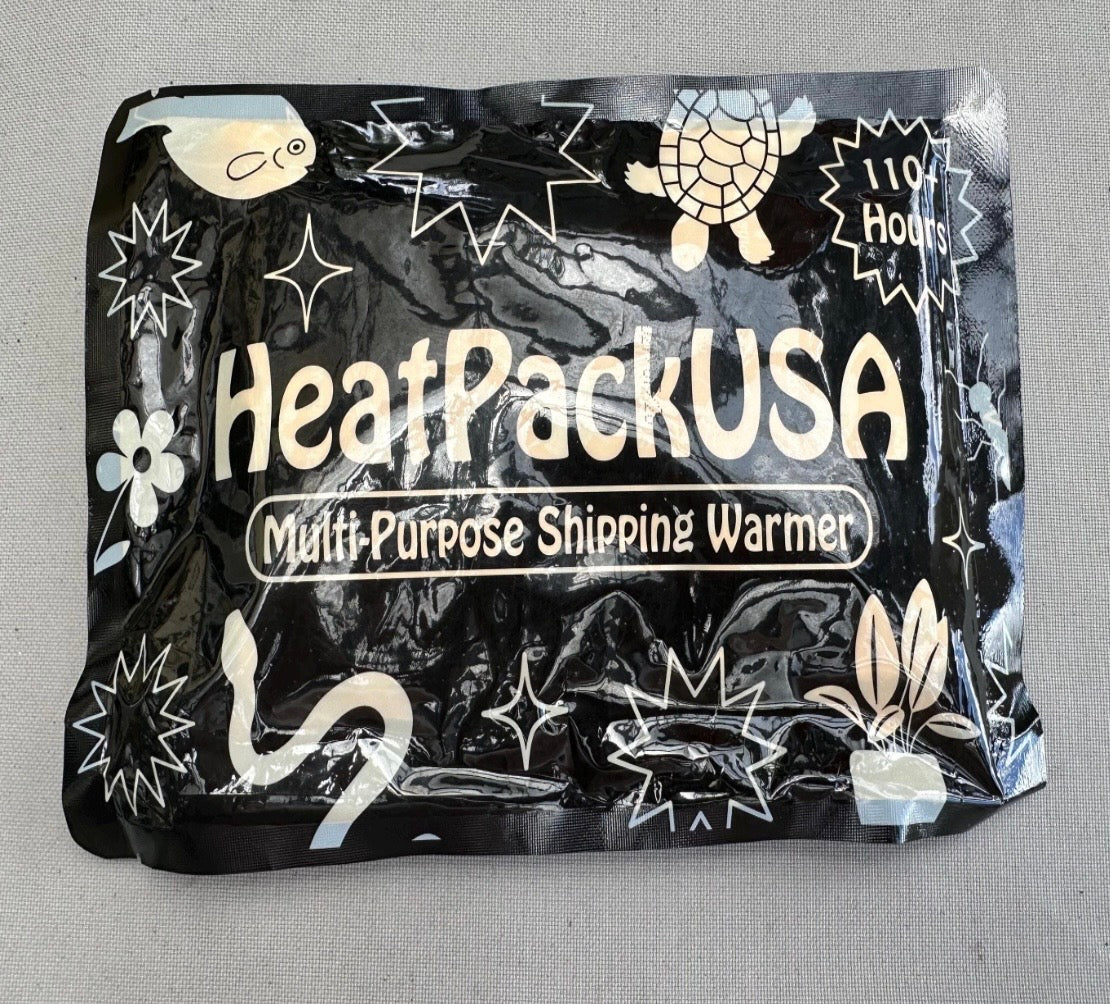 110+
Hours
HeatPackUSA
Multi-Purpose Shipping Warmer